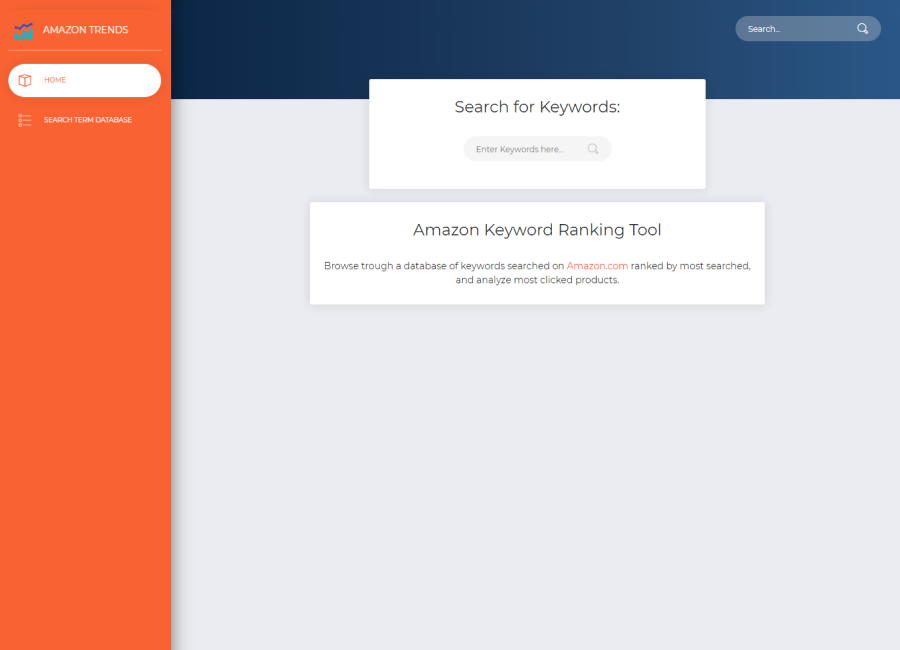 AMAZON TRENDS
HOME
SEARCH TERM DATABASE
Search...
Search for Keywords:
Enter Keywords here...
Amazon Keyword Ranking Tool
Browse trough a database of keywords searched on Amazon.com ranked by most searched,
and analyze most clicked products.